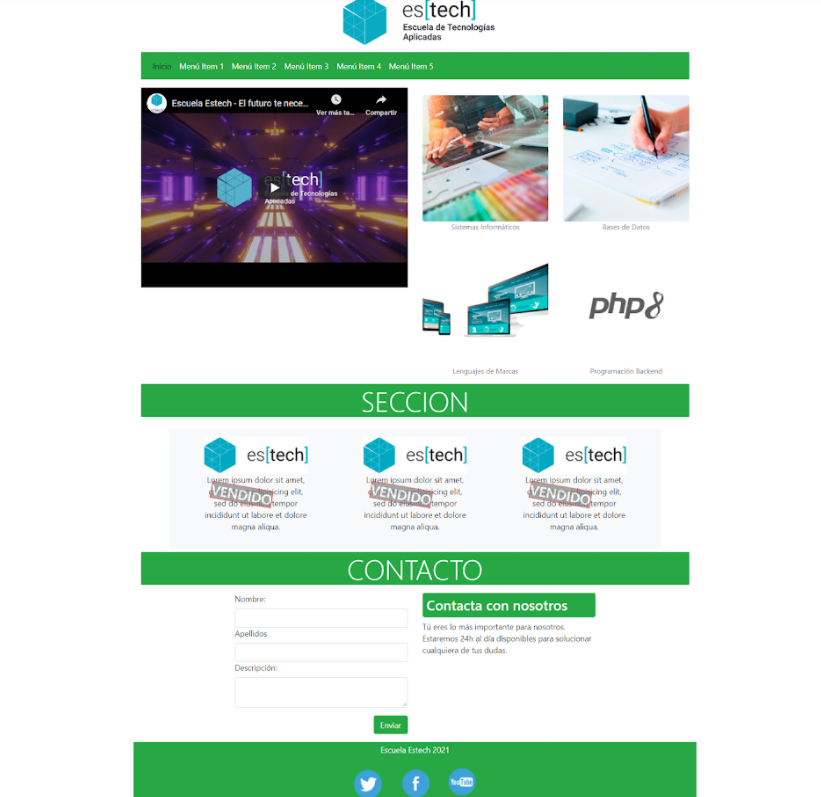 es[tech]
Escuela de Tecnologías
Aplicadas
Inicio Menú Item 1 Menú Item 2 Menú Item 3 Menú Item 4 Menú Item 5
Escuela Estech - El futuro te nece...
Ver más ta... Compartir
es[tech]
de Tecnologías
Aplicadas
Sistemas Informáticos Bases de Datos
php8
Lenguajes de Marcas Programación Backend
SECCION
es[tech] es[tech] es[tech]
Lorem ipsum dolor sit amet, Lorem ipsum dolor sit amet, Lorem ipsum dolor sit amet,
VENDIDO cing elit, VENDIDO cing elit, VENDIDO cing elit,
sed do tempor sed do tempor sed do tempor
incididunt ut labore et dolore incididunt ut labore et dolore incididunt ut labore et dolore
magna aliqua. magna aliqua. magna aliqua.
CONTACTO
Nombre:
Apellidos
Descripción:
Enviar
Contacta con nosotros
Tú eres lo más importante para nosotros.
Estaremos 24h al día disponibles para solucionar
cualquiera de tus dudas.
Escuela Estech 2021
YouTube